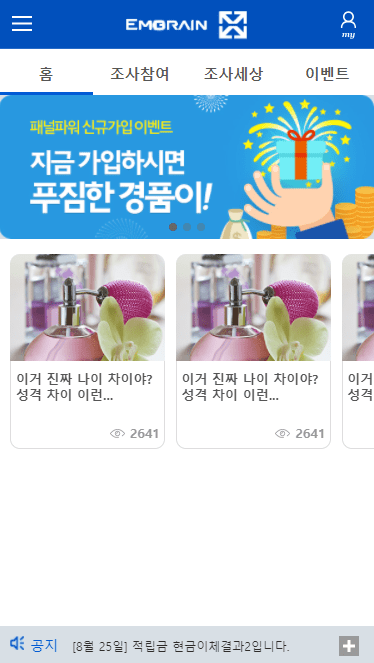 EMBRAIN
my
홈 조사참여 조사세상 이벤트
패널파워 신규가입 이벤트
지금 가입하시면
푸짐한 경품이!
이거 진짜 나이 차이야?
성격 차이 이런...
2641
이거 진짜 나이 차이야?
성격 차이 이런...
2641
이거
성격
공지 [8월 25일] 적립금 현금이체결과2입니다.